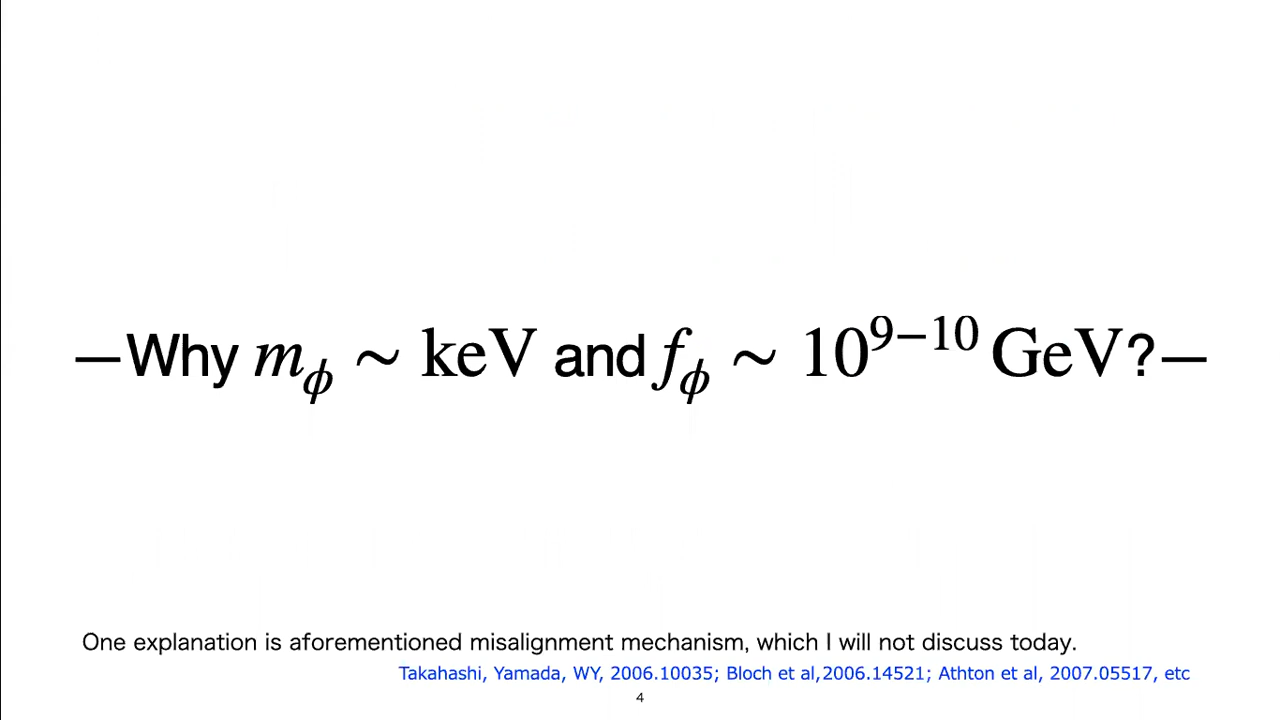 —Why m_ϕ ∼ keV and f_ϕ ∼ 10^{9−10} GeV?—
One explanation is aforementioned misalignment mechanism, which I will not discuss today.
Takahashi, Yamada, WY, 2006.10035; Bloch et al,2006.14521; Athton et al, 2007.05517, etc
4